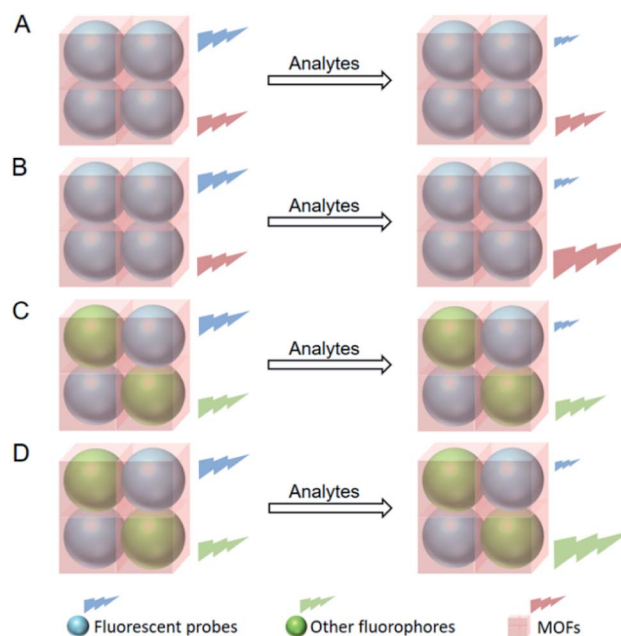 A
Analytes
B
Analytes
C
Analytes
D
Analytes
Fluorescent probes Other fluorophores MOFs